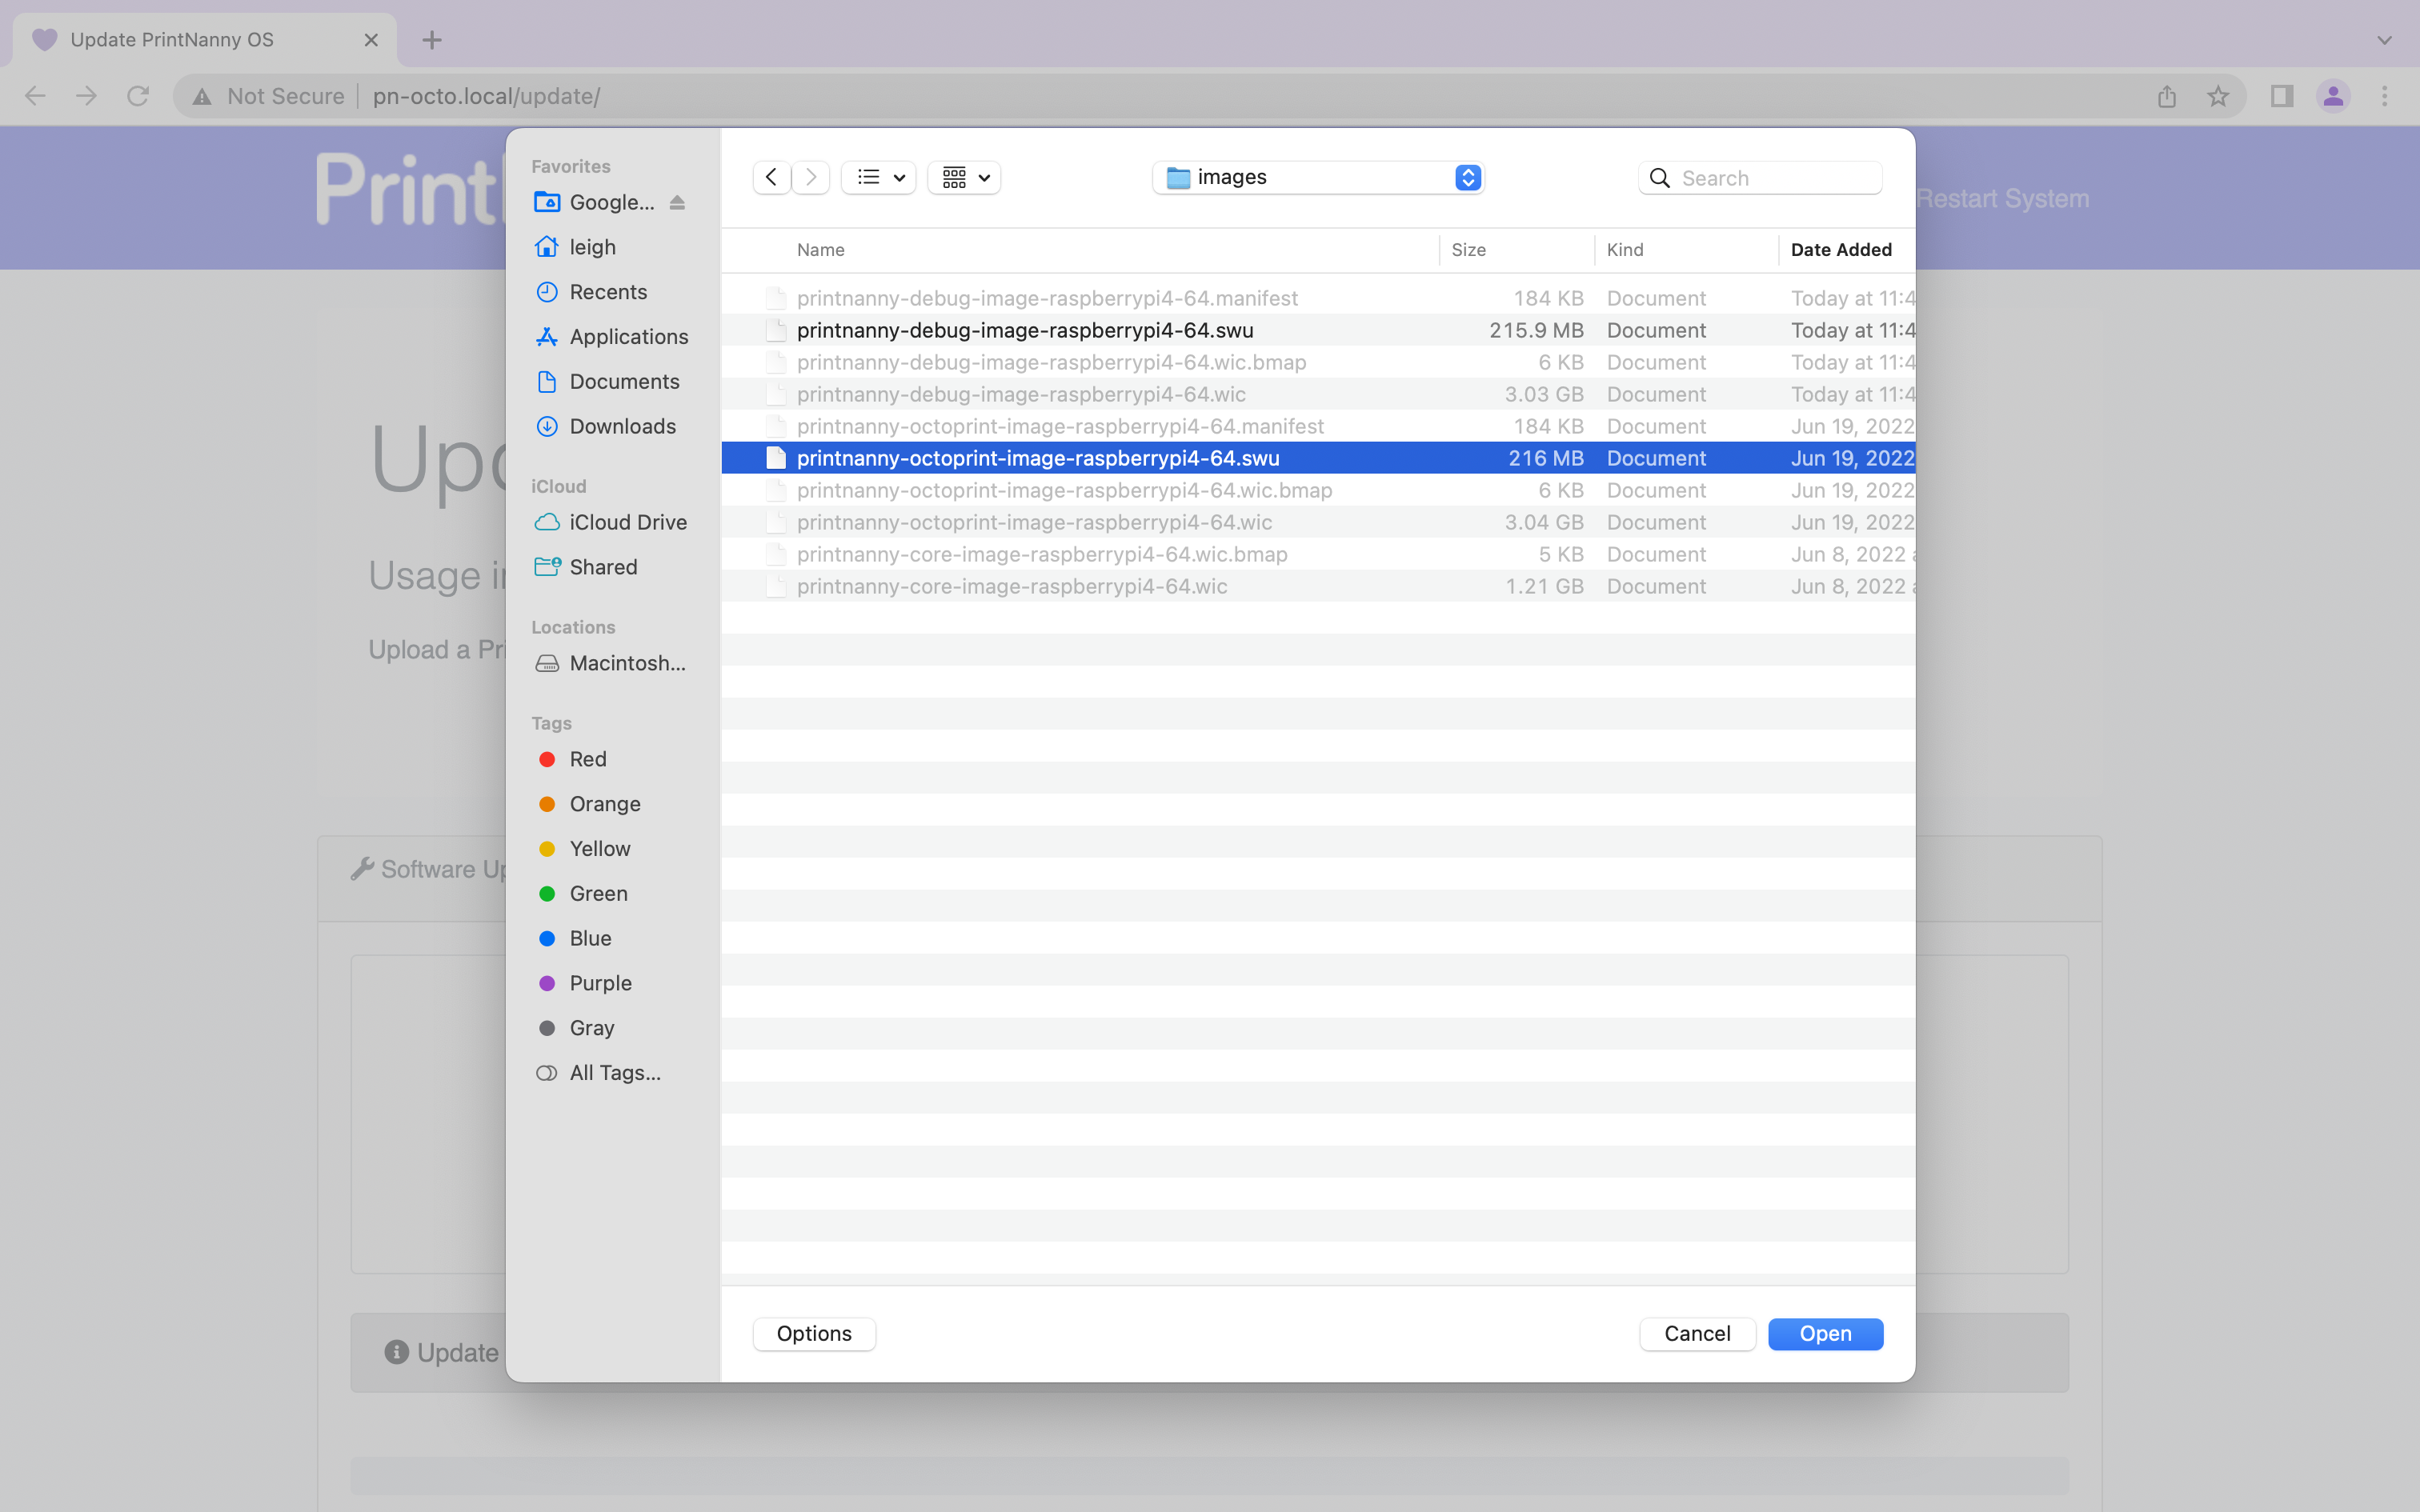 Update PrintNanny OS
Not Secure
pn-octo.local/update/
Print
Restart System
Upd
Usage in
Upload a Pri
Software Up
Update
Favorites
Google...
leigh
Recents
Applications
Documents
Downloads
iCloud
iCloud Drive
Shared
Locations
Macintosh...
Tags
Red
Orange
Yellow
Green
Blue
Purple
Gray
All Tags...
images
Search
Name Size Kind Date Added
printnanny-debug-image-raspberrypi4-64.manifest 184 KB Document Today at 11:4
printnanny-debug-image-raspberrypi4-64.swu 215.9 MB Document Today at 11:4
printnanny-debug-image-raspberrypi4-64.wic.bmap 6 KB Document Today at 11:4
printnanny-debug-image-raspberrypi4-64.wic 3.03 GB Document Today at 11:4
printnanny-octoprint-image-raspberrypi4-64.manifest 184 KB Document Jun 19, 2022
printnanny-octoprint-image-raspberrypi4-64.swu 216 MB Document Jun 19, 2022
printnanny-octoprint-image-raspberrypi4-64.wic.bmap 6 KB Document Jun 19, 2022
printnanny-octoprint-image-raspberrypi4-64.wic 3.04 GB Document Jun 19, 2022
printnanny-core-image-raspberrypi4-64.wic.bmap 5 KB Document Jun 8, 2022 a
printnanny-core-image-raspberrypi4-64.wic 1.21 GB Document Jun 8, 2022 a
Options
Cancel
Open